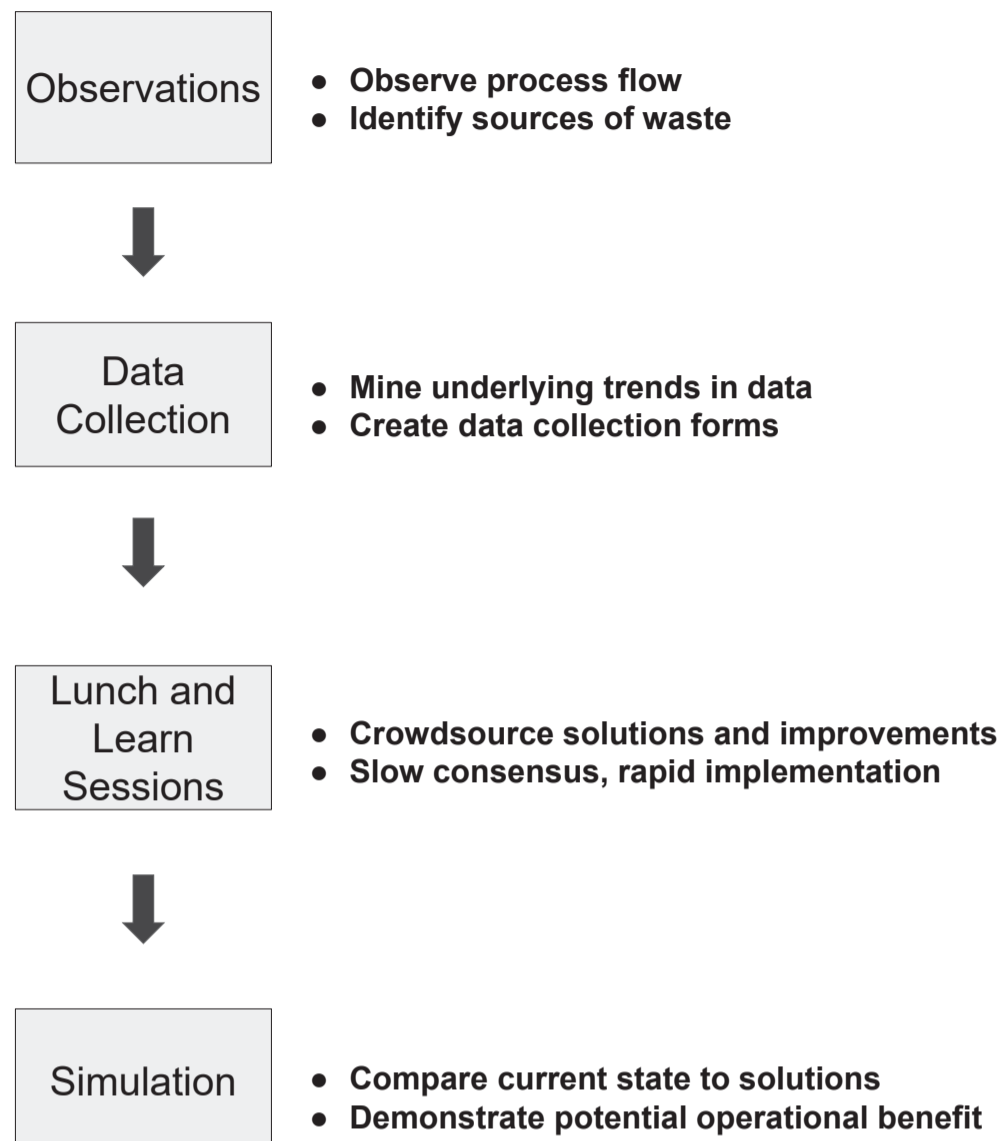 Observations
● Observe process flow
● Identify sources of waste
Data
Collection
● Mine underlying trends in data
● Create data collection forms
Lunch and
Learn
Sessions
● Crowdsource solutions and improvements
● Slow consensus, rapid implementation
Simulation
● Compare current state to solutions
● Demonstrate potential operational benefit